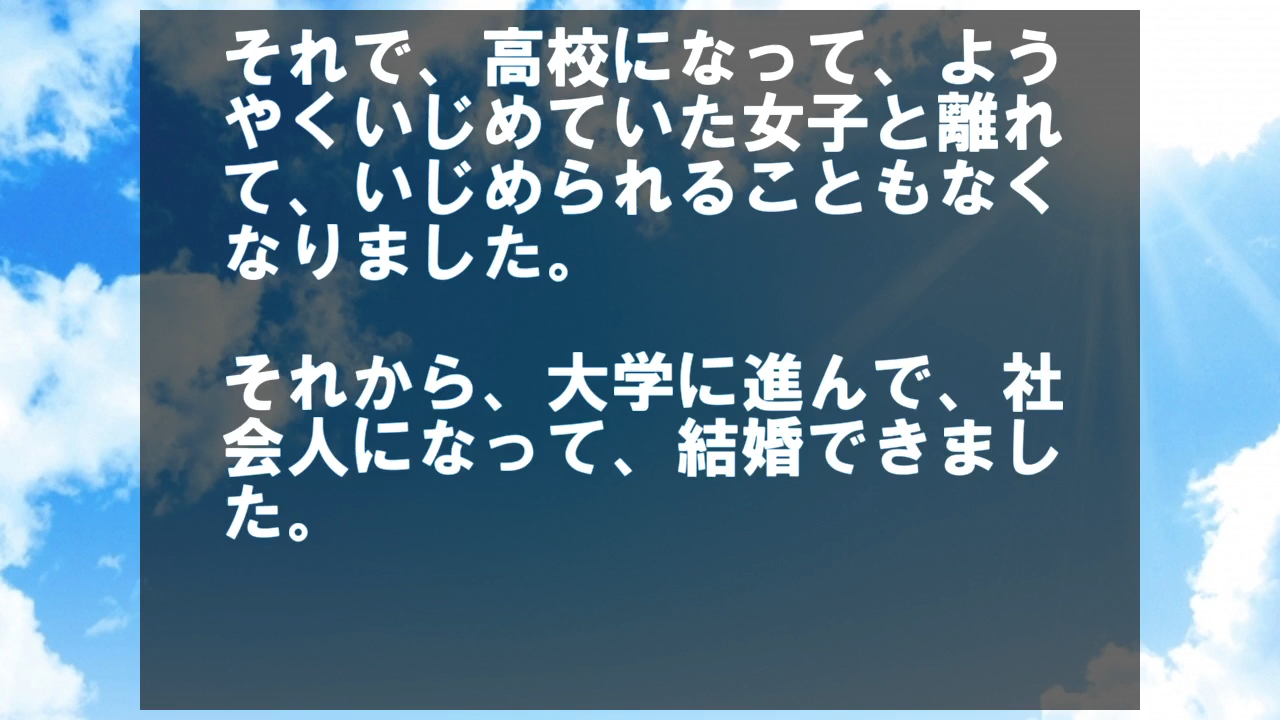 それで、高校になって、よう
やくいじめていた女子と離れ
て、いじめられることもなく
なりました。
それから、大学に進んで、社
会人になって、結婚できまし
た。